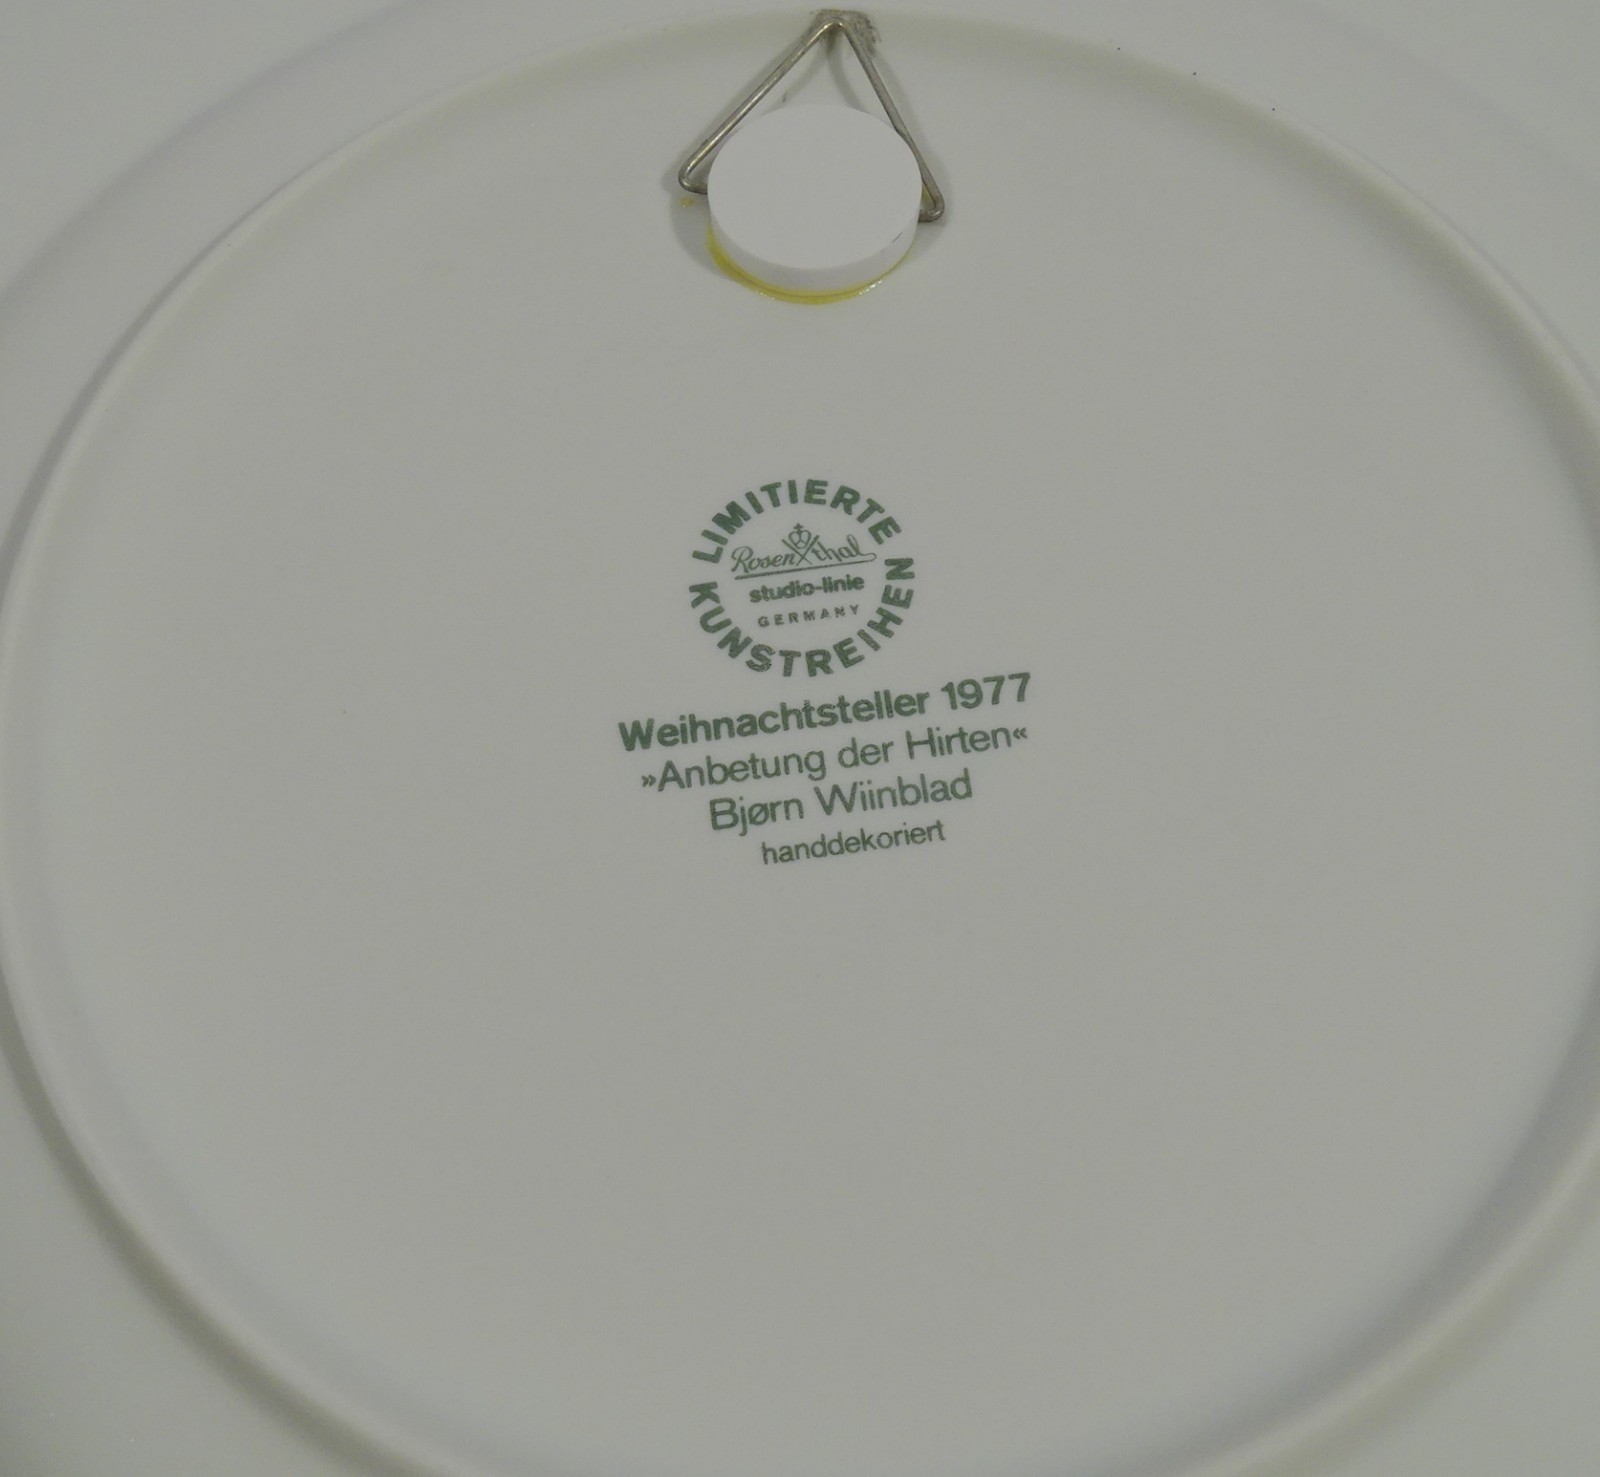 LIMITIERTE
Rosenthal
studio-linie
GERMANY
KUNSTREIHEN
Weihnachtsteller 1977
»Anbetung der Hirten«
Bjørn Wiinblad
handdekoriert